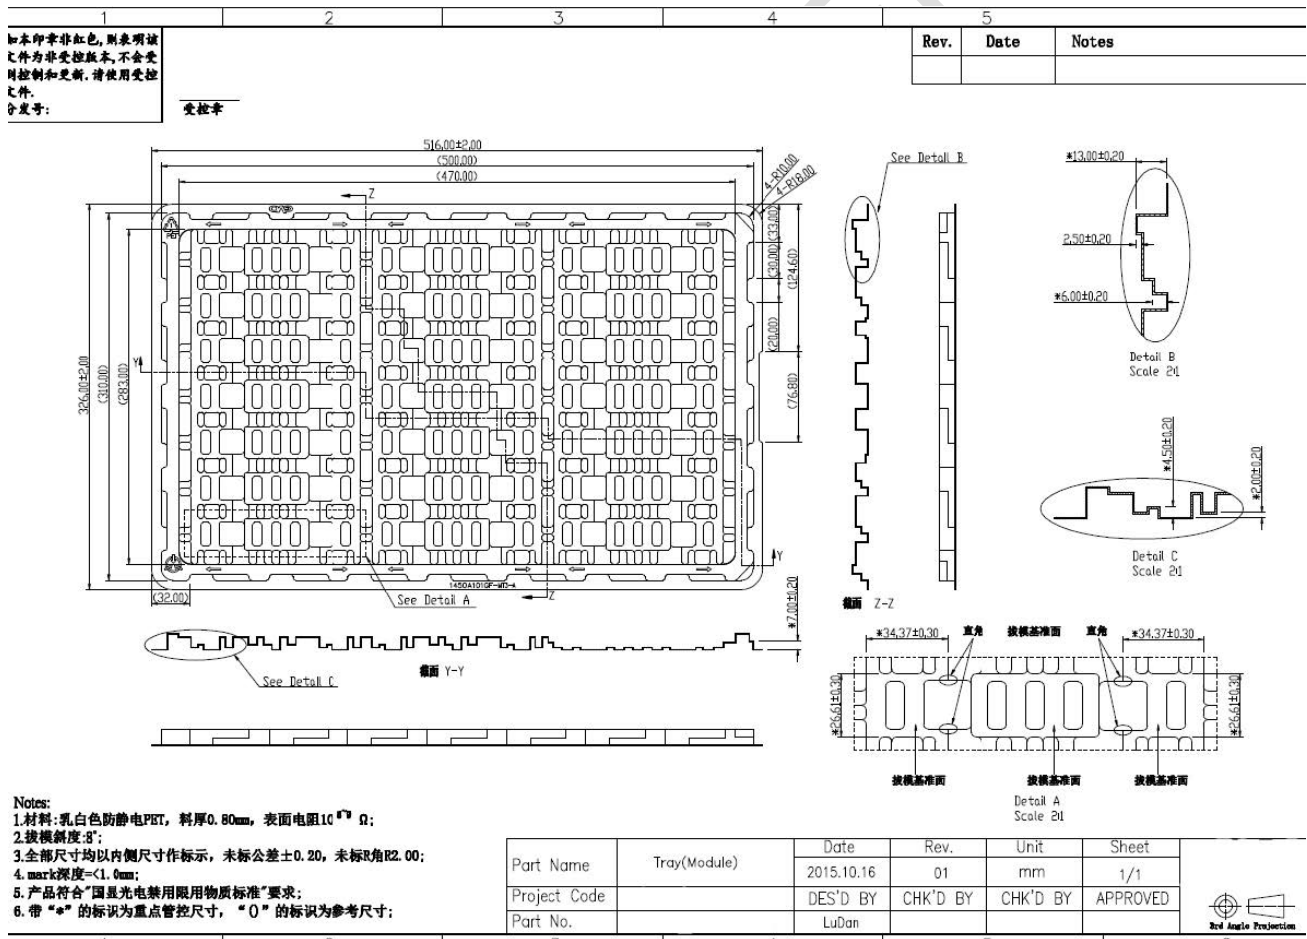 1 2 3 4 5
如本印章非红色,则表明该
文件为非受控版本,不会受
到控制和更新.请使用受控
文件.
分发号:
受控章
Rev. Date Notes
516.00±2.00
(500.00)
(470.00)
4-R10.00
4-R18.00
Z
(33.00)
(30.00)
(124.60)
(20.00)
(76.80)
326.00±2.00
(310.00)
(283.00)
Y
Y
(32.00)
1450A101GF-MT3-A
See Detail A
Z
*7.00±0.20
See Detail B
*13.00±0.20
2.50±0.20
*6.00±0.20
Detail B
Scale 2:1
*4.50±0.20
*2.00±0.20
Detail C
Scale 2:1
截面 Z-Z
截面 Y-Y
See Detail C
*34.37±0.30
直角
拔模基准面
直角
*34.37±0.30
*26.61±0.30
*26.61±0.30
拔模基准面
拔模基准面
拔模基准面
Detail A
Scale 2:1
Notes:
1.材料:乳白色防静电PET, 料厚0.80mm, 表面电阻10 Ω;
2.拔模斜度:8°;
3.全部尺寸均以内侧尺寸作标示, 未标公差±0.20, 未标R角R2.00;
4.mark深度=<1.0mm;
5.产品符合"国显光电禁用限用物质标准"要求;
6.带“*”的标识为重点管控尺寸, “()”的标识为参考尺寸;
Part Name Tray(Module)
Date Rev. Unit Sheet
2015.10.16 01 mm 1/1
Project Code
DES'D BY CHK'D BY CHK'D BY APPROVED
Part No.
LuDan
3rd Angle Projection